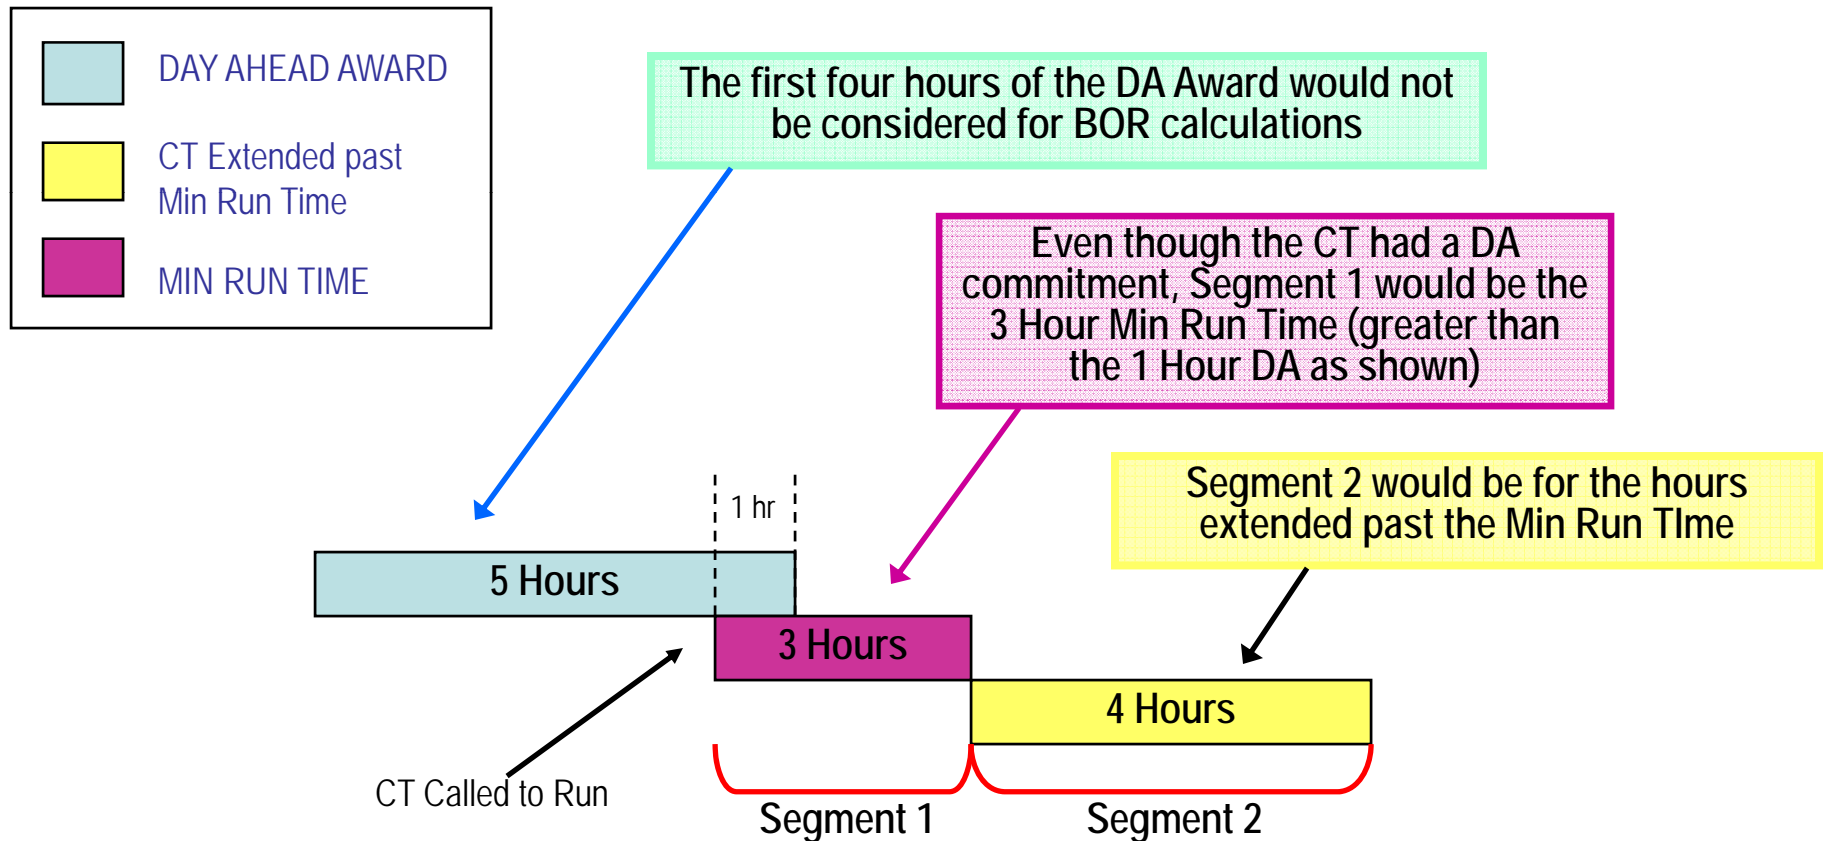 DAY AHEAD AWARD
CT Extended past
Min Run Time
MIN RUN TIME
The first four hours of the DA Award would not
be considered for BOR calculations
Even though the CT had a DA
commitment, Segment 1 would be the
3 Hour Min Run Time (greater than
the 1 Hour DA as shown)
Segment 2 would be for the hours
extended past the Min Run TIme
1 hr
5 Hours
3 Hours
4 Hours
CT Called to Run
Segment 1
Segment 2